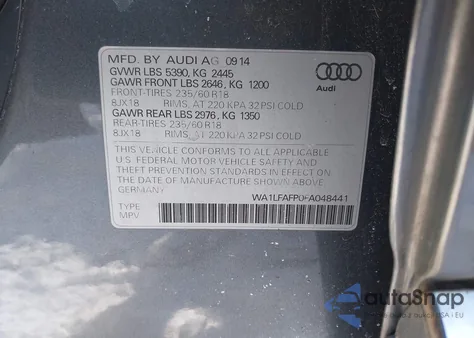 MFD. BY AUDI AG 09 14
GVWR LBS 5390, KG 2445
GAWR FRONT LBS 2646, KG 1200
FRONT-TIRES 235/60 R18
8JX18 RIMS, AT 220 KPA 32 PSI COLD
GAWR REAR LBS 2976, KG 1350
REAR-TIRES 235/60 R18
8JX18 RIMS, AT 220 KPA 32 PSI COLD
THIS VEHICLE CONFORMS TO ALL APPLICABLE
U.S. FEDERAL MOTOR VEHICLE SAFETY AND
THEFT PREVENTION STANDARDS IN EFFECT ON
THE DATE OF MANUFACTURE SHOWN ABOVE.
GERMANY
WA1LFAFP0FA048441
TYPE:
MPV
Audi
autoSnap